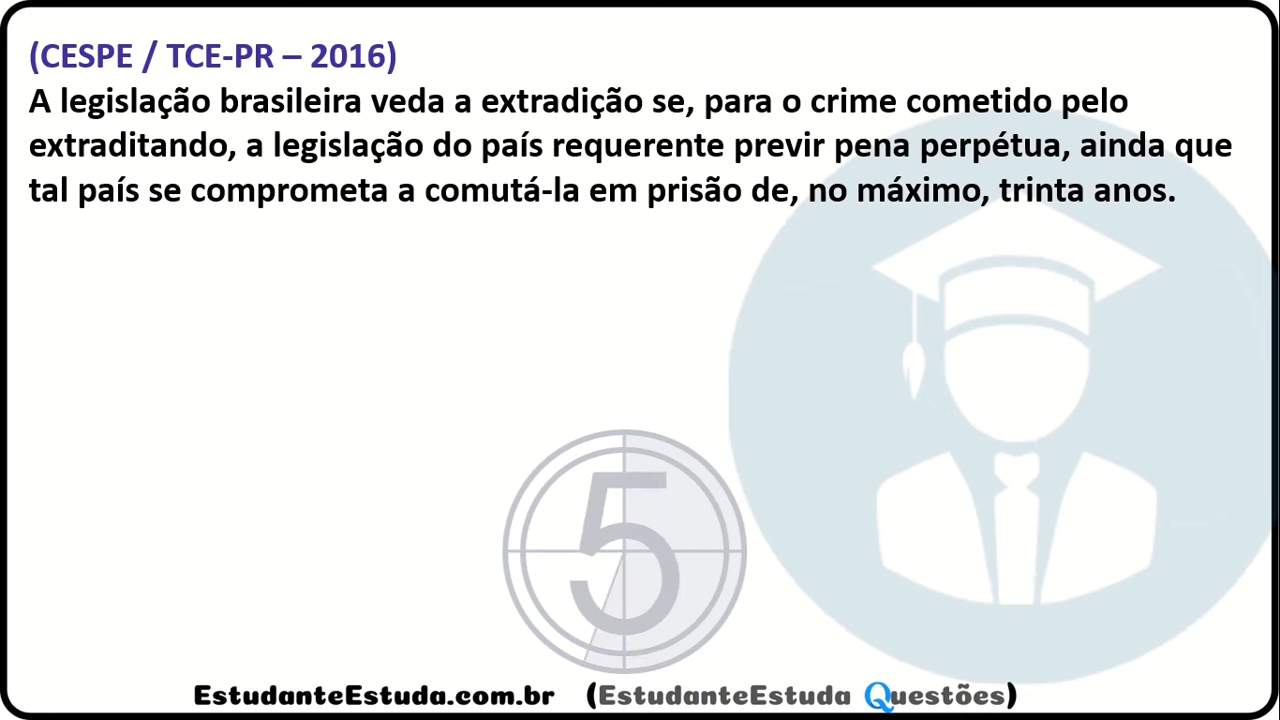 (CESPE / TCE-PR – 2016)
A legislação brasileira veda a extradição se, para o crime cometido pelo
extraditando, a legislação do país requerente previr pena perpétua, ainda que
tal país se comprometa a comutá-la em prisão de, no máximo, trinta anos.
5
EstudanteEstuda.com.br (EstudanteEstuda Questões)